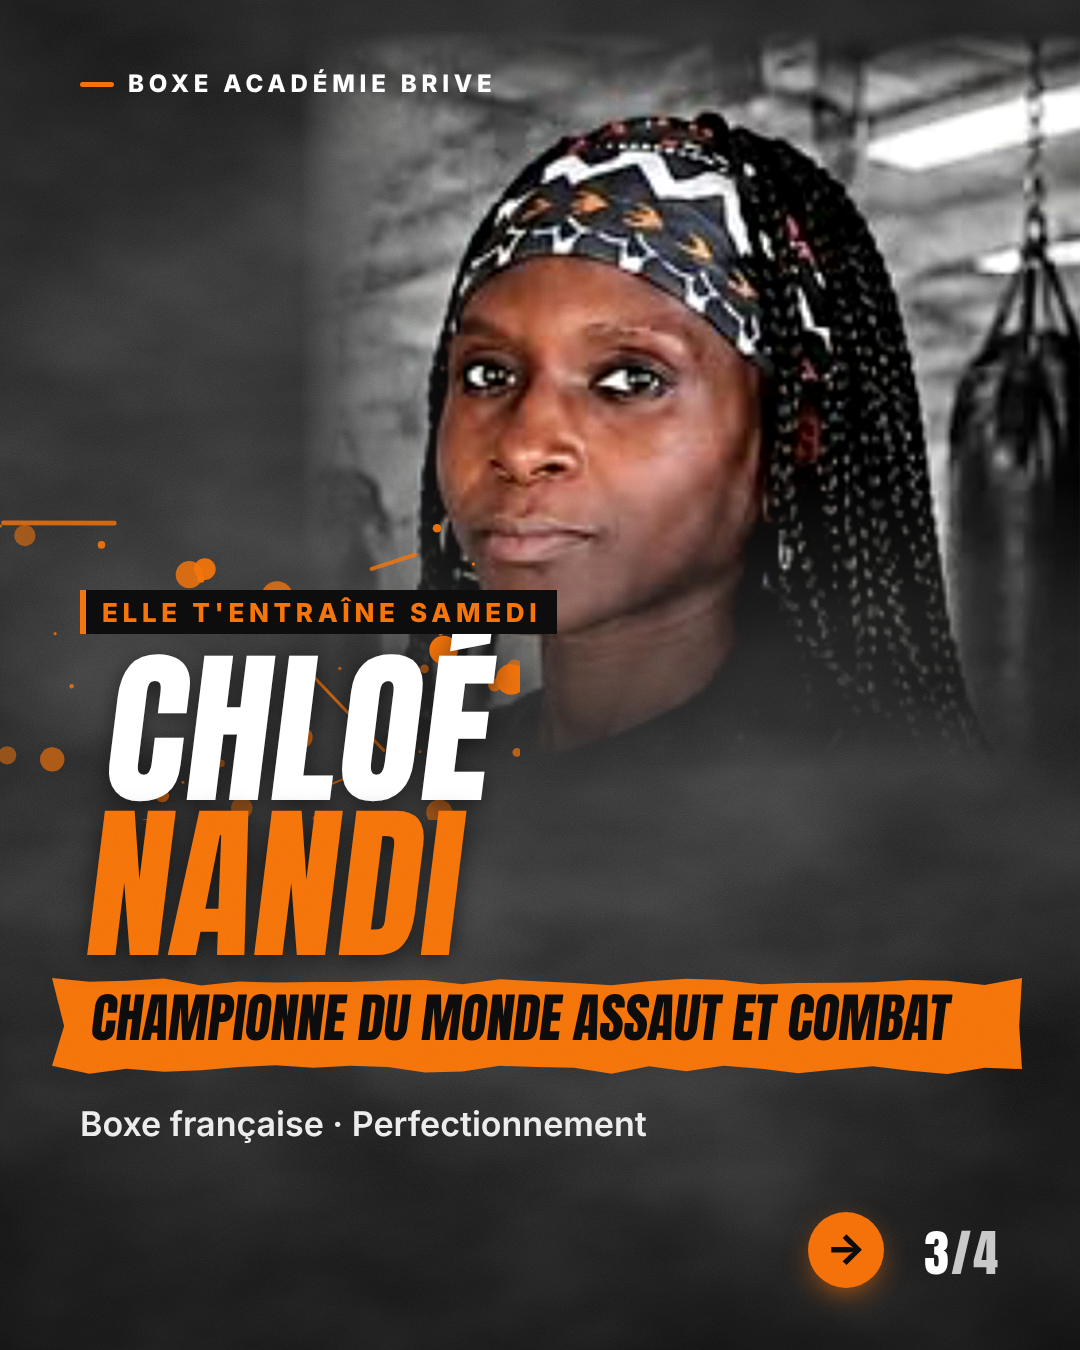 BOXE ACADÉMIE BRIVE
ELLE T'ENTRAÎNE SAMEDI
CHLOÉ
NANDI
CHAMPIONNE DU MONDE ASSAUT ET COMBAT
Boxe française · Perfectionnement
3/4